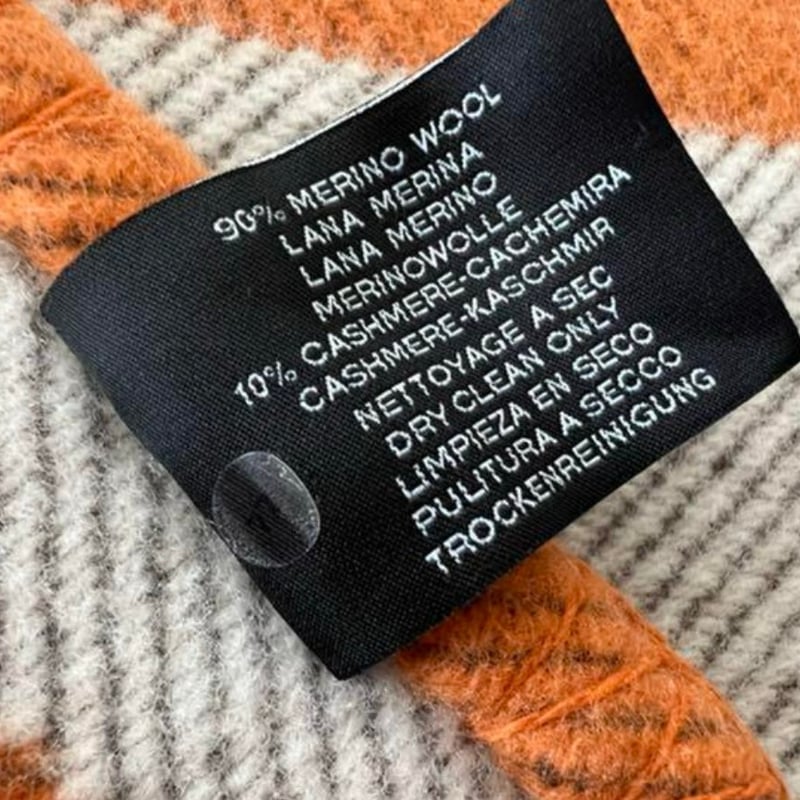 90% MERINO WOOL
LANA MERINA
LANA MERINO
MERINOWOLLE
10% CASHMERE-CACHEMIRA
CASHMERE-KASCHMIR
NETTOYAGE A SEC
DRY CLEAN ONLY
LIMPIEZA EN SECO
PULITURA A SECCO
TROCKENREINIGUNG